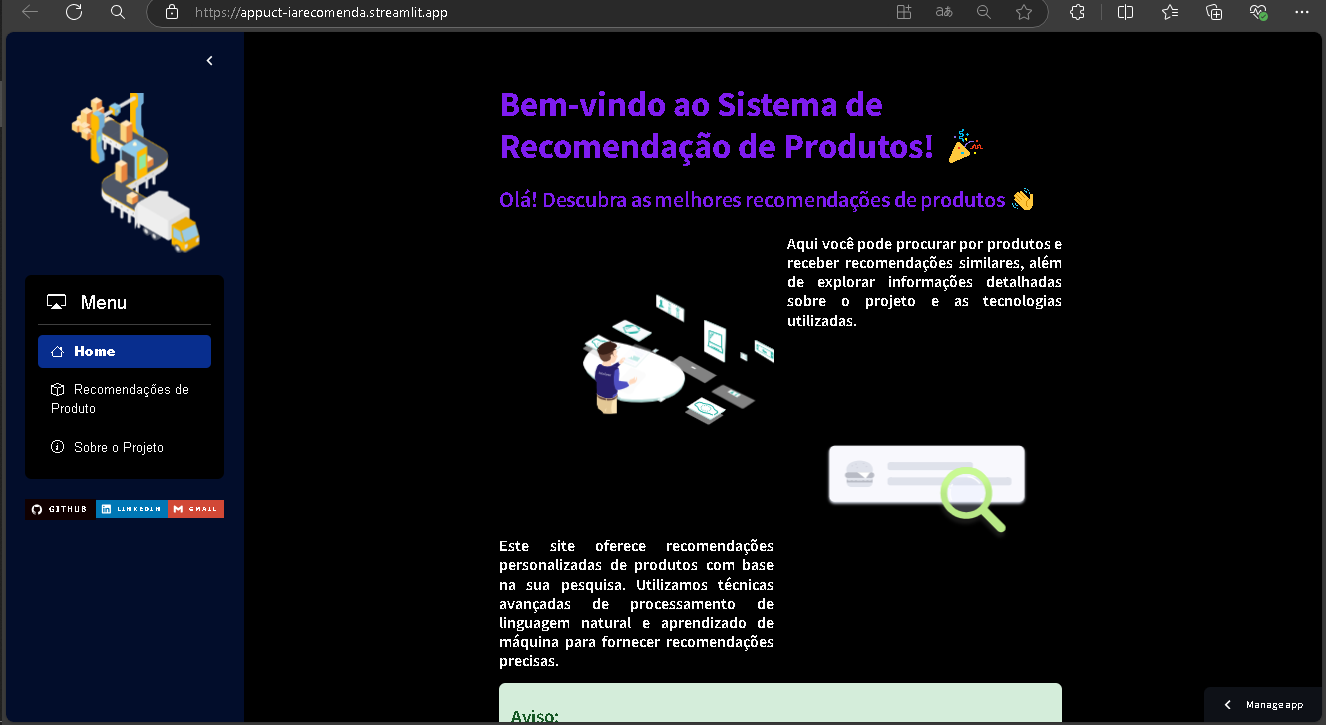 https://appuct-iarecomenda.streamlit.app
Menu
Home
Recomendações de
Produto
Sobre o Projeto
GITHUB
LINKEDIN
GMAIL
Bem-vindo ao Sistema de
Recomendação de Produtos! 🎉
Olá! Descubra as melhores recomendações de produtos 👋
Aqui você pode procurar por produtos e
receber recomendações similares, além
de explorar informações detalhadas
sobre o projeto e as tecnologias
utilizadas.
Este site oferece recomendações
personalizadas de produtos com base
na sua pesquisa. Utilizamos técnicas
avançadas de processamento de
linguagem natural e aprendizado de
máquina para fornecer recomendações
precisas.
Aviso:
Manage app